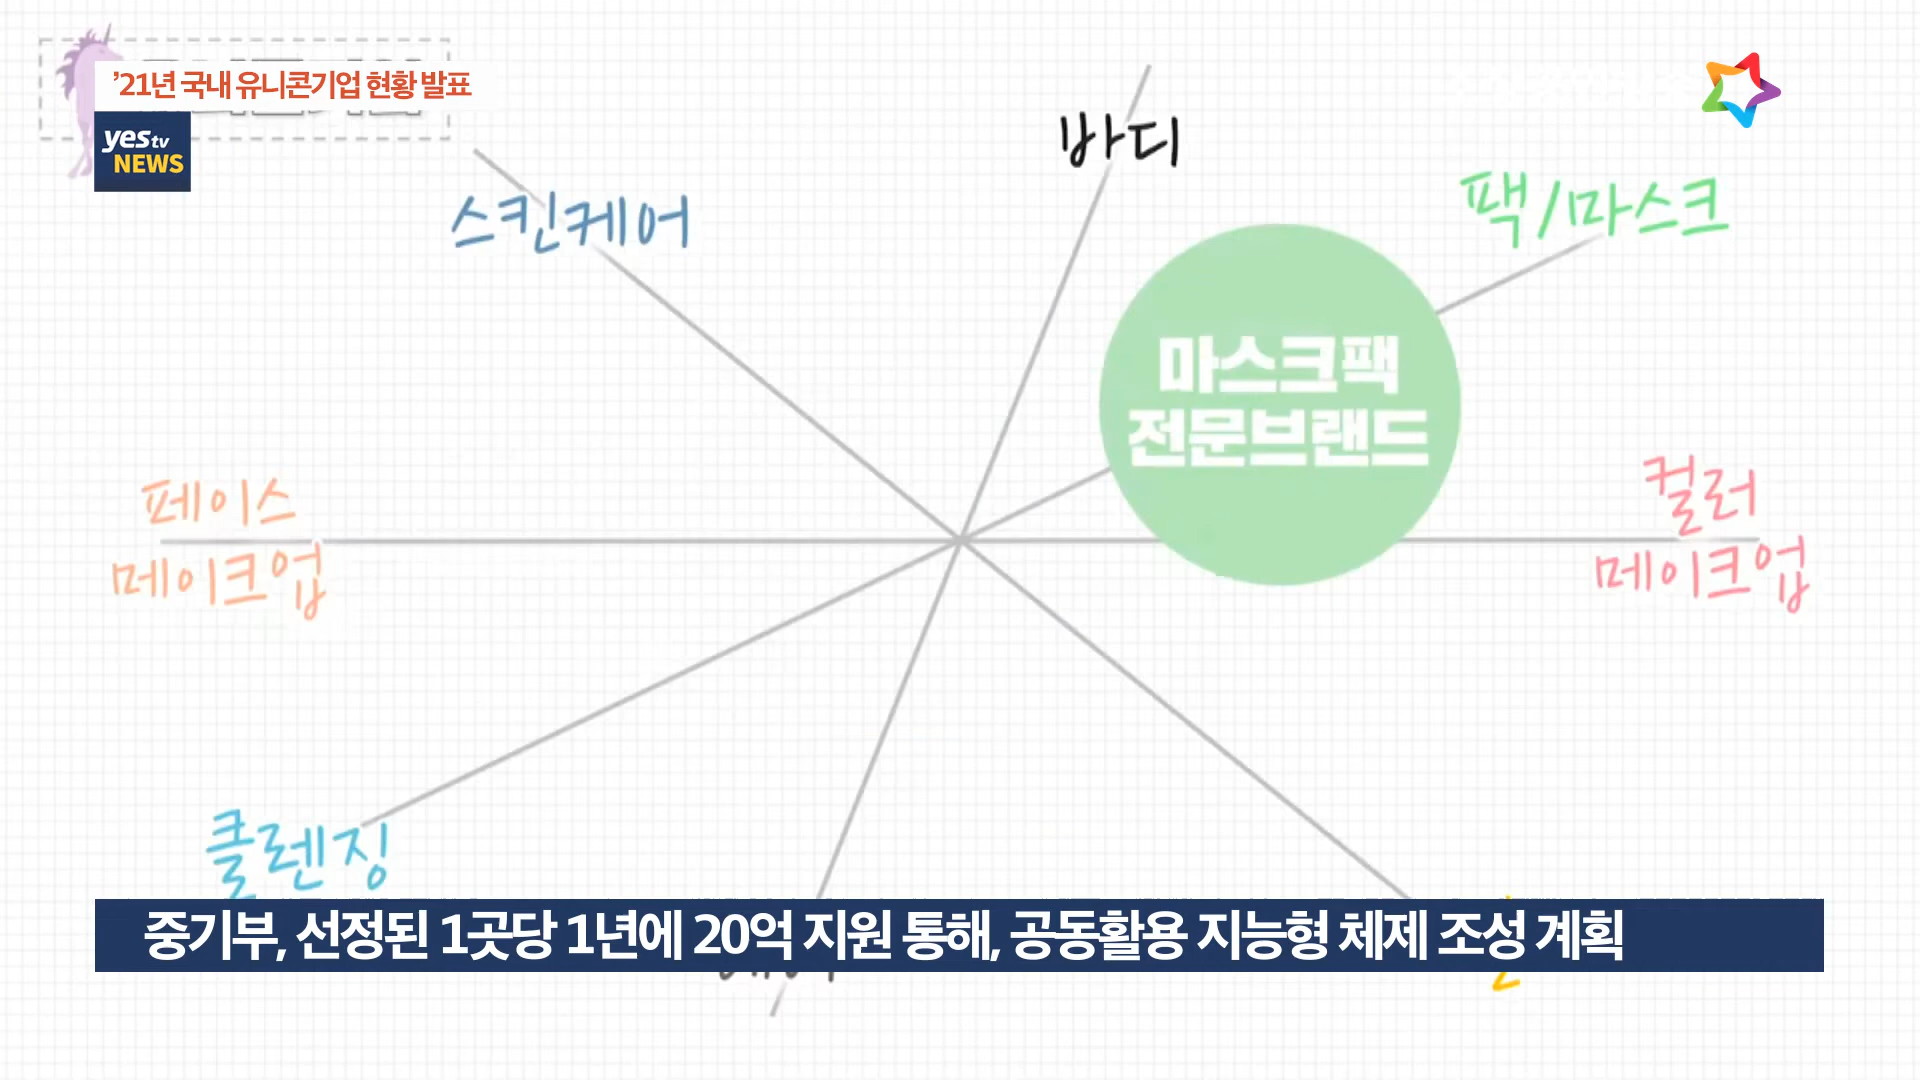 ’21년 국내 유니콘기업 현황 발표
yes tv
NEWS
바디
팩/마스크
스킨케어
마스크팩
전문브랜드
페이스
메이크업
컬러
메이크업
클렌징
중기부, 선정된 1곳당 1년에 20억 지원 통해, 공동활용 지능형 체제 조성 계획